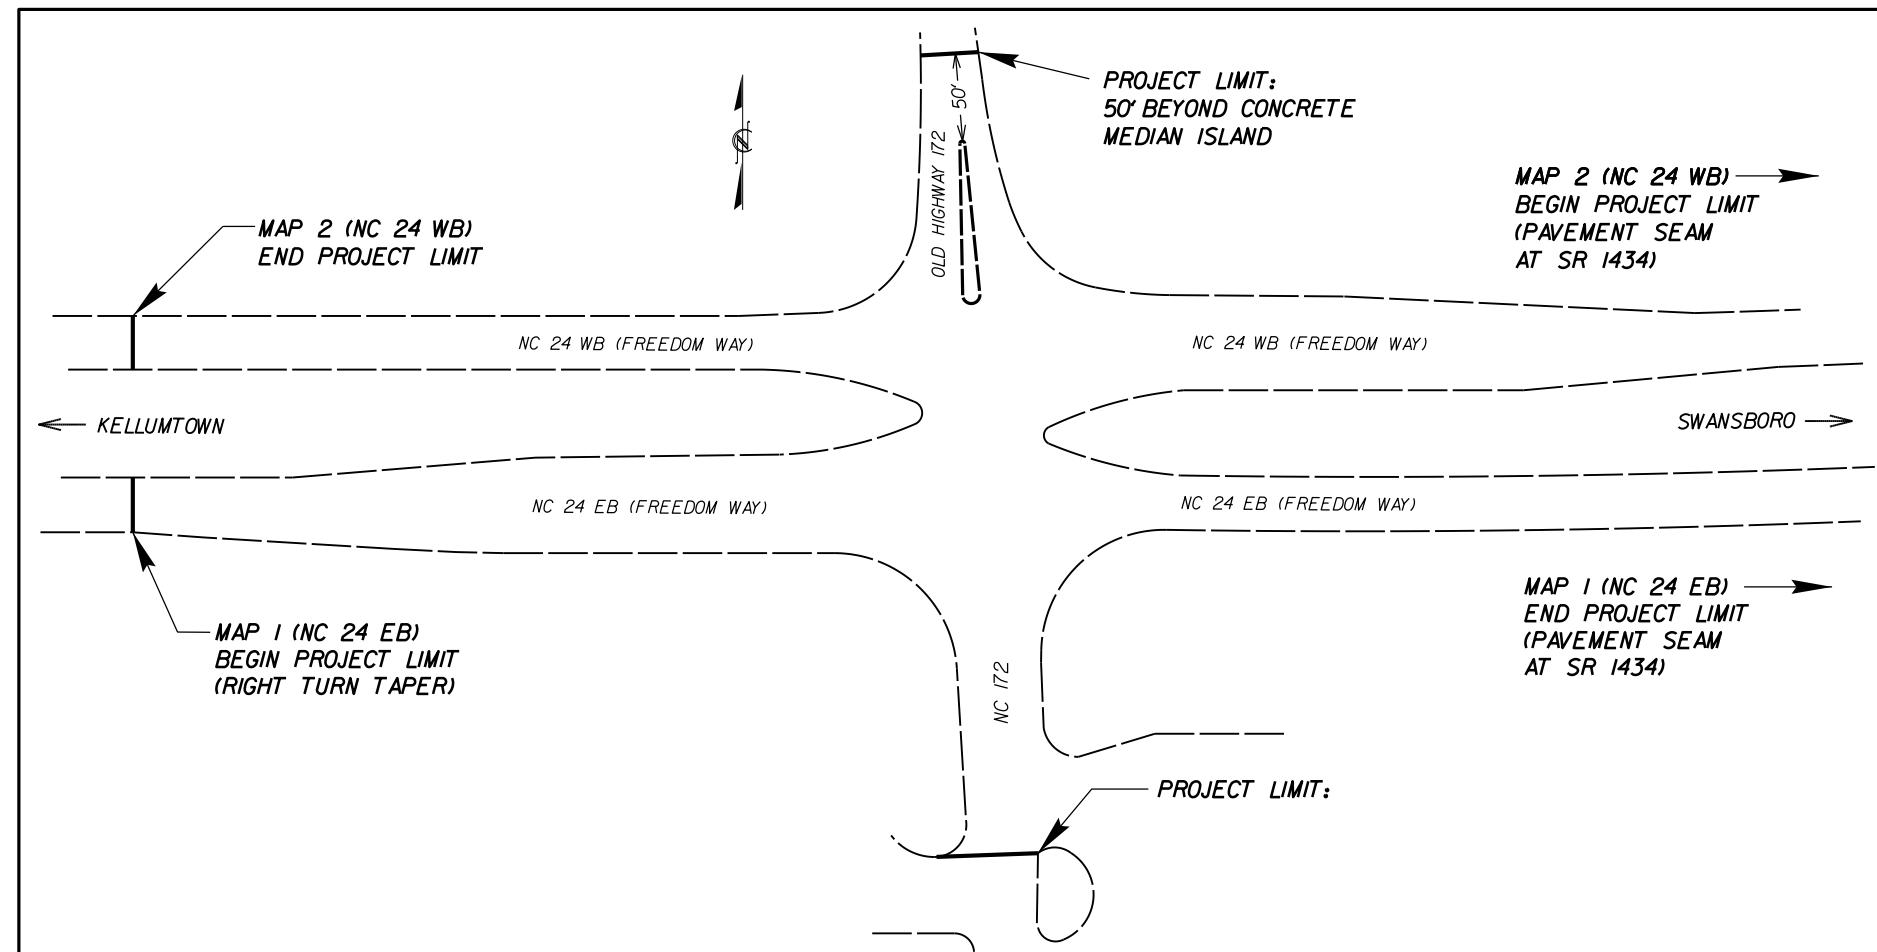 PROJECT LIMIT:
50' BEYOND CONCRETE
MEDIAN ISLAND
50'
OLD HIGHWAY 172
N
MAP 2 (NC 24 WB)
BEGIN PROJECT LIMIT
(PAVEMENT SEAM
AT SR 1434)
MAP 2 (NC 24 WB)
END PROJECT LIMIT
NC 24 WB (FREEDOM WAY)
NC 24 WB (FREEDOM WAY)
KELLUMTOWN
SWANSBORO
NC 24 EB (FREEDOM WAY)
NC 24 EB (FREEDOM WAY)
MAP 1 (NC 24 EB)
BEGIN PROJECT LIMIT
(RIGHT TURN TAPER)
MAP 1 (NC 24 EB)
END PROJECT LIMIT
(PAVEMENT SEAM
AT SR 1434)
NC 172
PROJECT LIMIT: